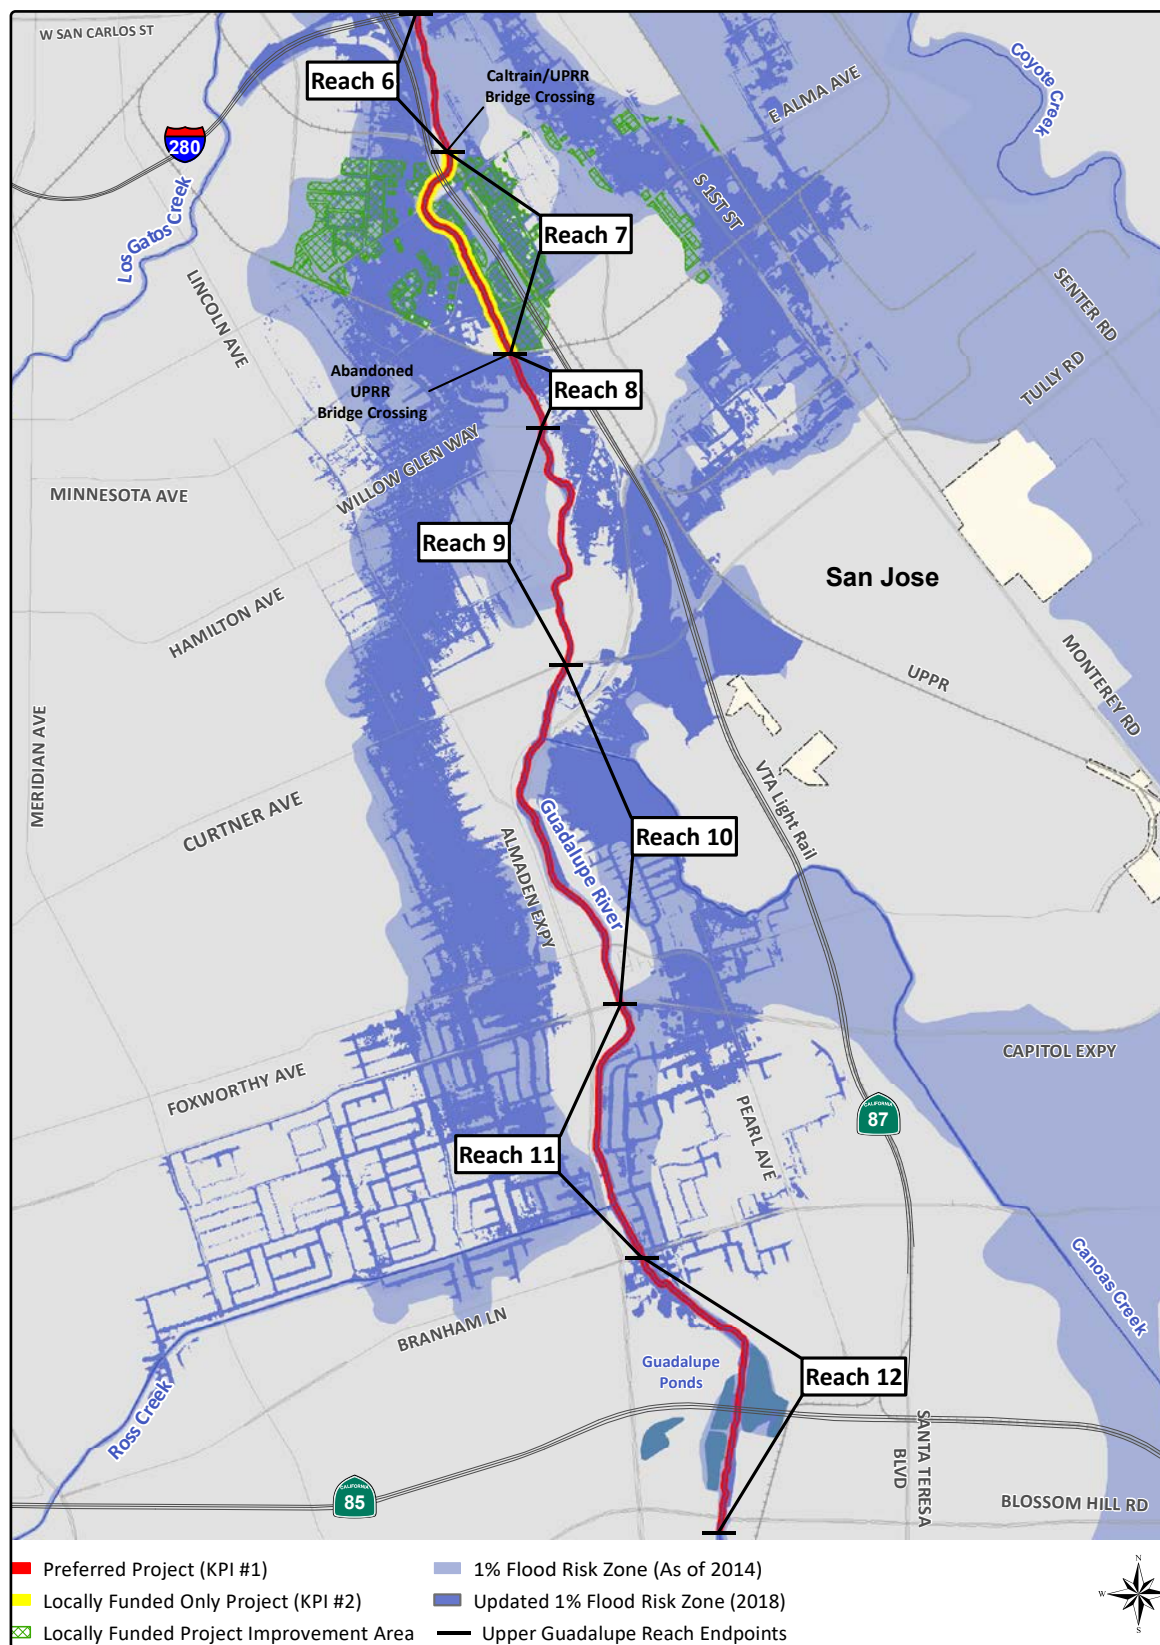 W SAN CARLOS ST
Reach 6
Caltrain/UPRR
Bridge Crossing
Coyote Creek
E ALMA AVE
280
S 1ST ST
Los Gatos Creek
Reach 7
LINCOLN AVE
SENTER RD
TULLY RD
Abandoned
UPRR
Bridge Crossing
Reach 8
WILLOW GLEN WAY
MINNESOTA AVE
Reach 9
San Jose
HAMILTON AVE
MONTEREY RD
UPPR
MERIDIAN AVE
VTA Light Rail
CURTNER AVE
Guadalupe River
Reach 10
ALMADEN EXPY
CAPITOL EXPY
FOXWORTHY AVE
PEARL AVE
CALIFORNIA
87
Reach 11
Canoas Creek
BRANHAM LN
Guadalupe
Ponds
Reach 12
Ross Creek
SANTA TERESA
BLVD
CALIFORNIA
85
BLOSSOM HILL RD
Preferred Project (KPI #1)
Locally Funded Only Project (KPI #2)
Locally Funded Project Improvement Area
1% Flood Risk Zone (As of 2014)
Updated 1% Flood Risk Zone (2018)
Upper Guadalupe Reach Endpoints
N
W
E
S